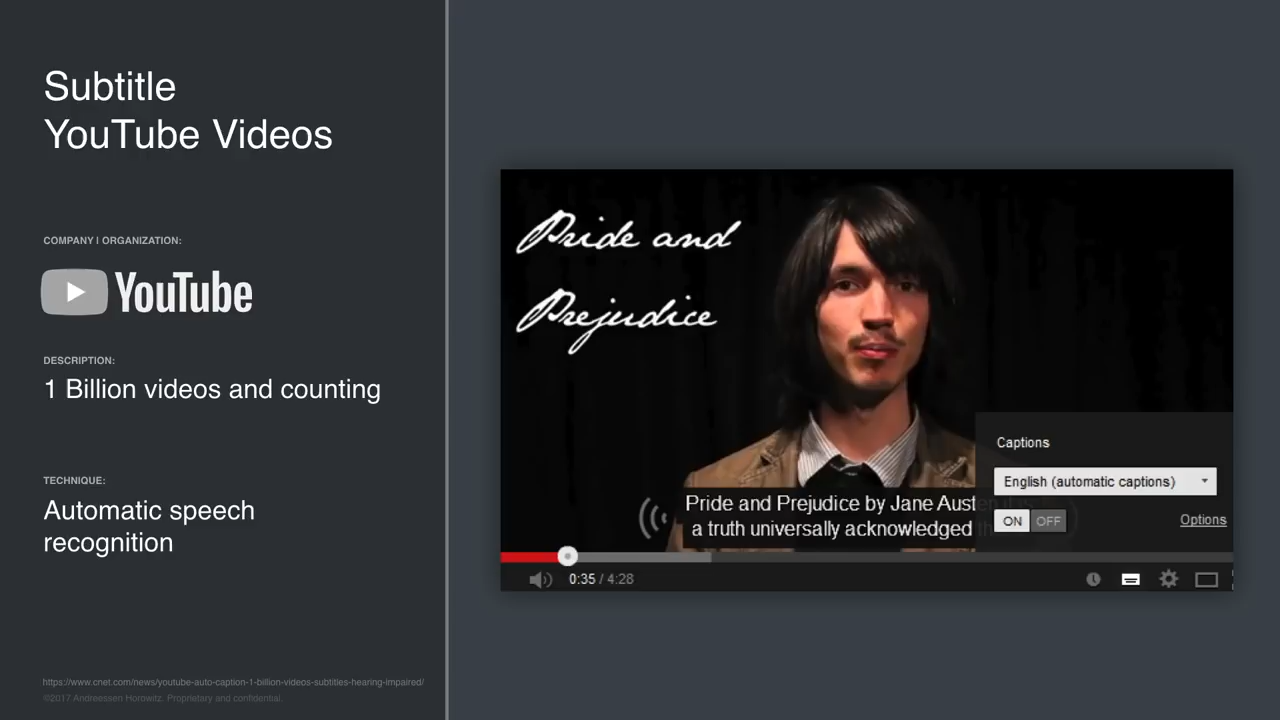 Subtitle
YouTube Videos
COMPANY | ORGANIZATION:
YouTube
DESCRIPTION:
1 Billion videos and counting
TECHNIQUE:
Automatic speech
recognition
https://www.cnet.com/news/youtube-auto-caption-1-billion-videos-subtitles-hearing-impaired/
©2017 Andreessen Horowitz. Proprietary and confidential.
Pride and
Prejudice
Captions
English (automatic captions)
ON OFF
Options
Pride and Prejudice by Jane Austen
a truth universally acknowledged
0:35 / 4:28